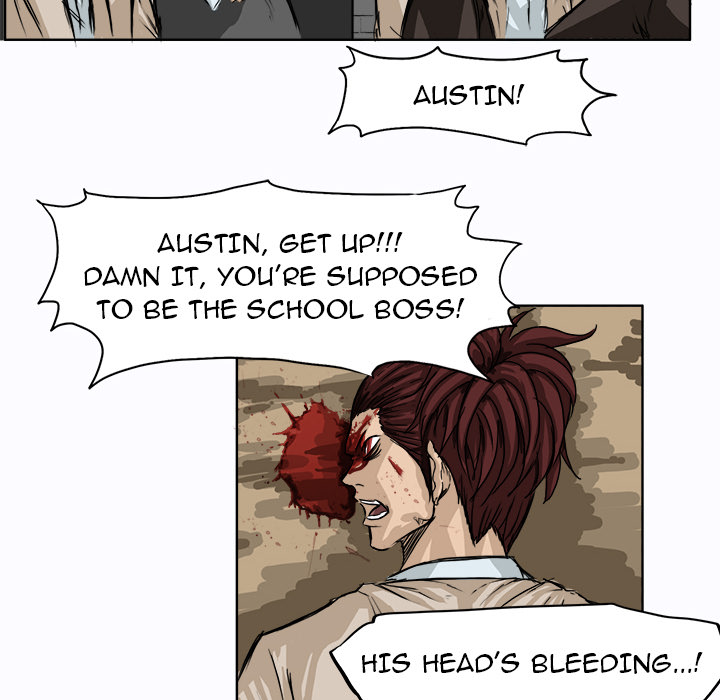 AUSTIN!
AUSTIN, GET UP!!!
DAMN IT, YOU'RE SUPPOSED
TO BE THE SCHOOL BOSS!
HIS HEAD'S BLEEDING...!